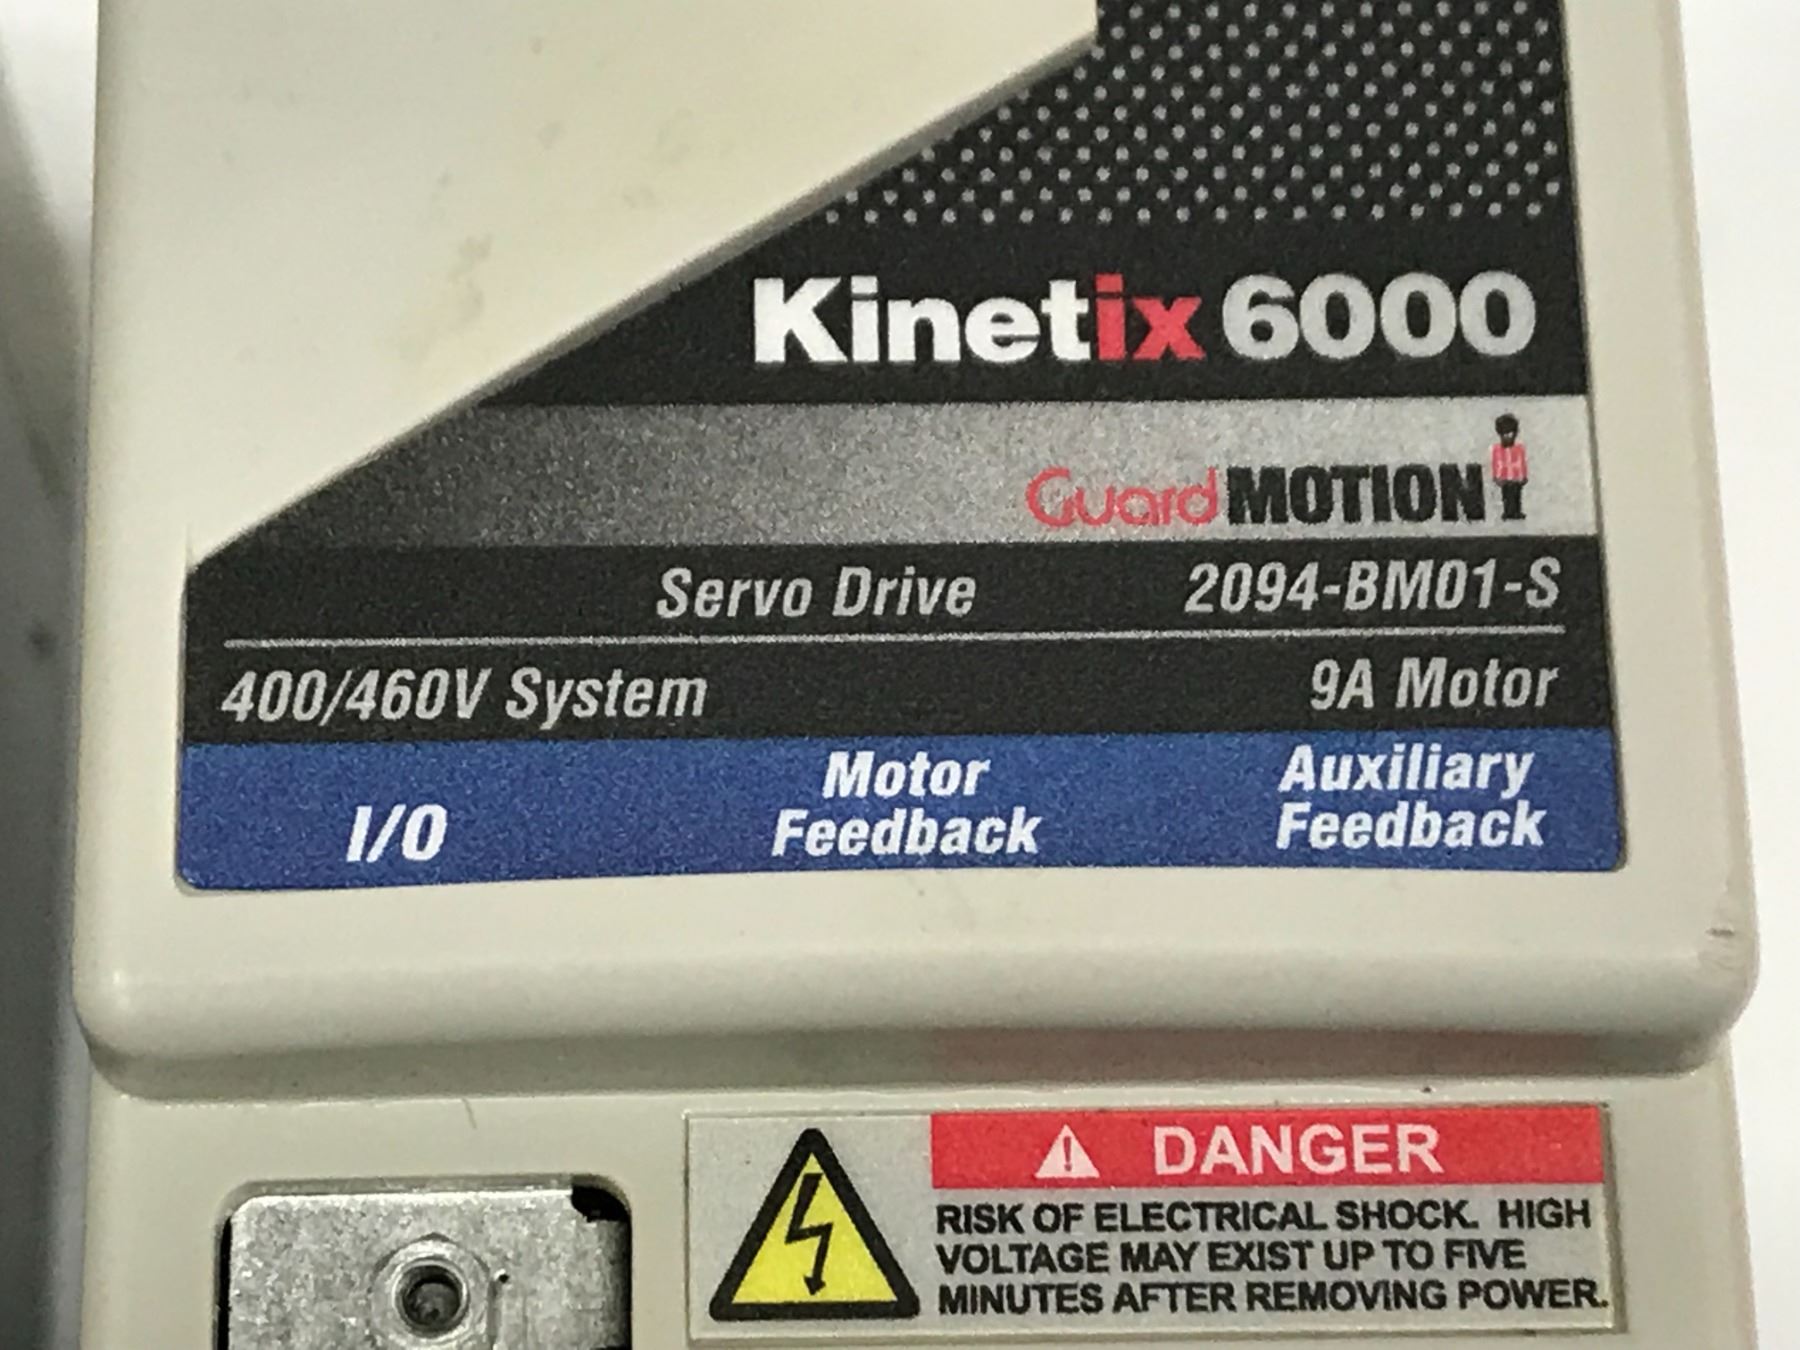 Kinetix 6000
GuardMOTION
Servo Drive 2094-BM01-S
400/460V System 9A Motor
I/O Motor Feedback Auxiliary Feedback
DANGER
RISK OF ELECTRICAL SHOCK. HIGH
VOLTAGE MAY EXIST UP TO FIVE
MINUTES AFTER REMOVING POWER.